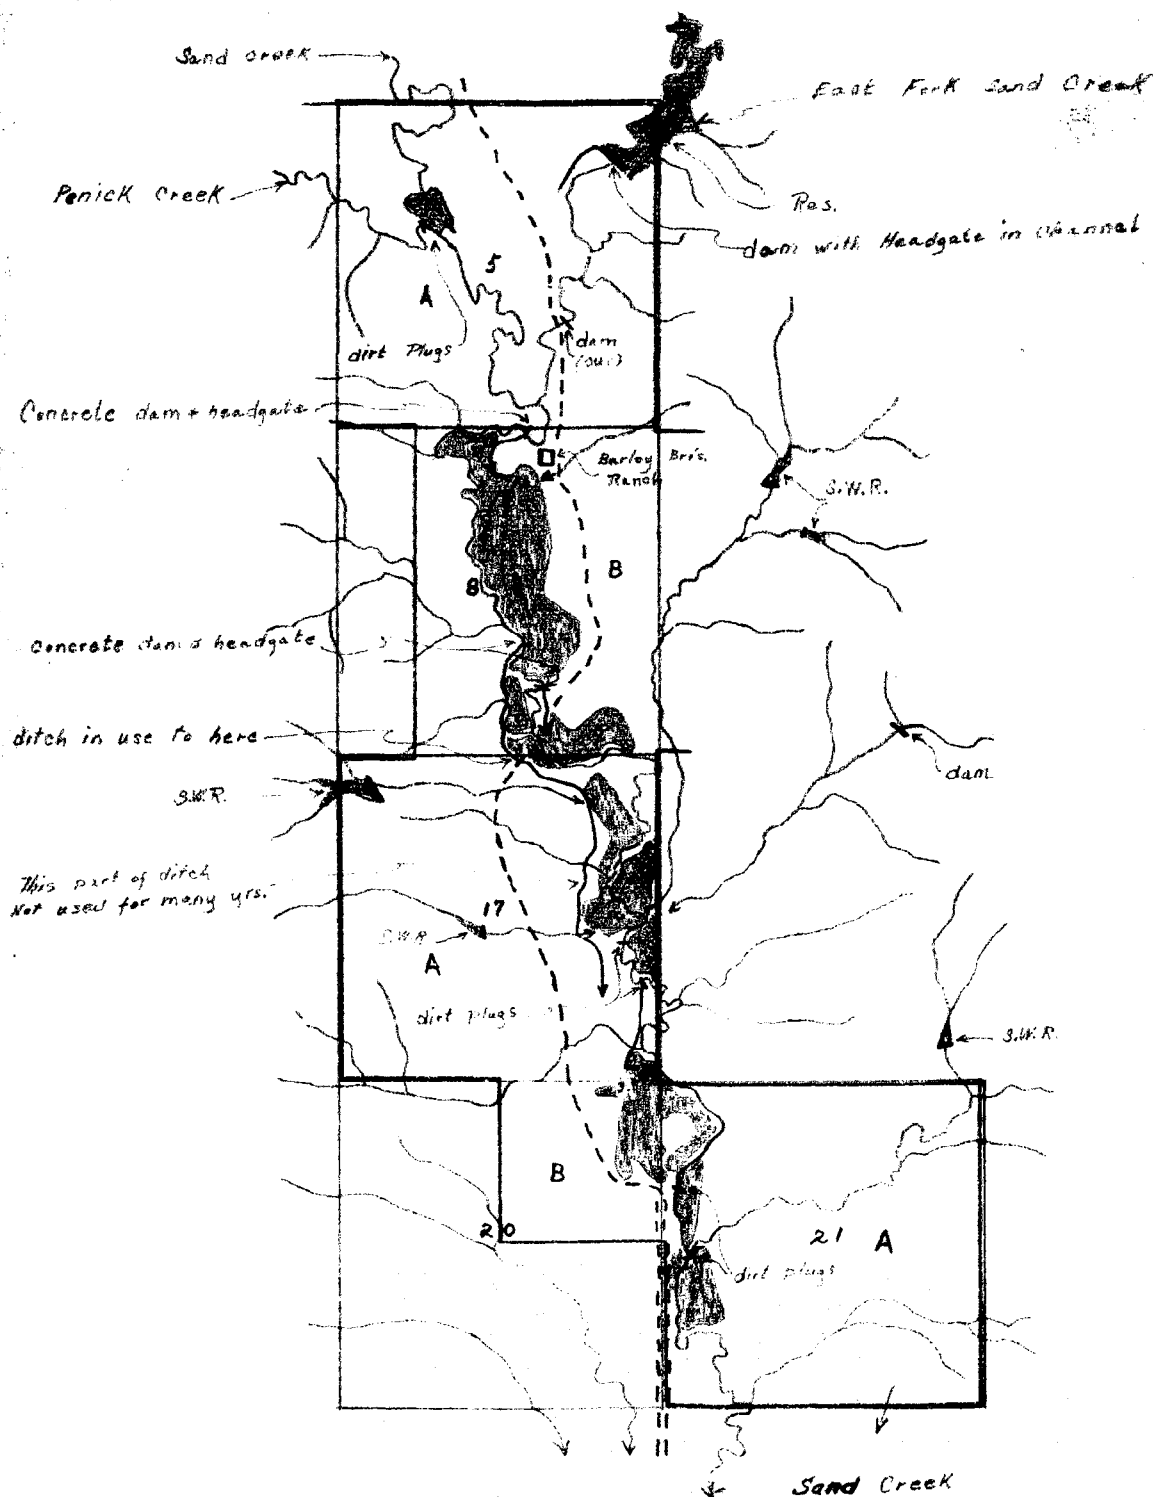 Sand Creek
East Fork Sand Creek
Penick Creek
Res.
dam with Headgate in Channel
5
A
dirt Plugs
dam
(out)
Concrete dam & headgate
Barley Bros.
Ranch
S.W.R.
B
8
Concrete dam & headgate
ditch in use to here
dam
S.W.R.
This part of ditch
Not used for many yrs.
17
S.W.R.
A
dirt plugs
S.W.R.
B
20
21 A
dirt plugs
Sand Creek